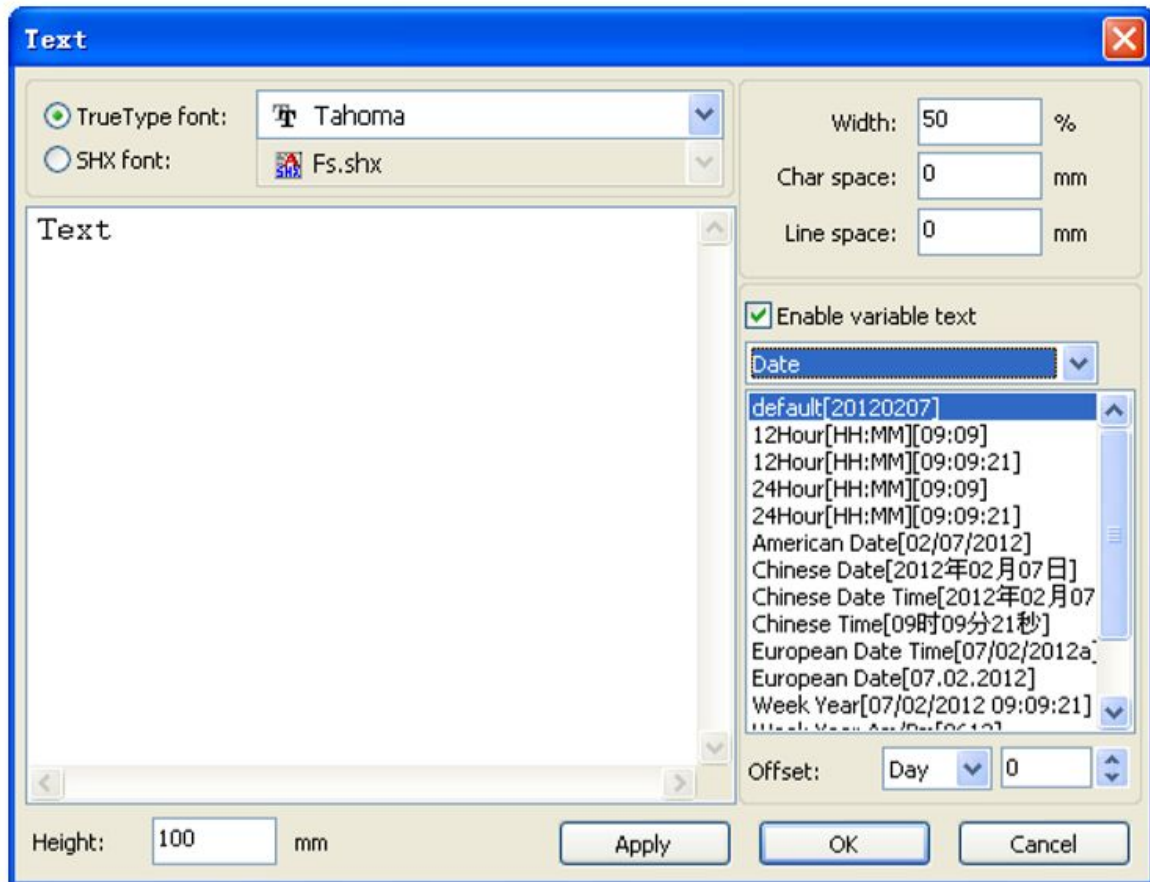 Text
TrueType font: Tahoma
SHX font: Fs.shx
Width: 50 %
Char space: 0 mm
Line space: 0 mm
Text
Enable variable text
Date
default[20120207]
12Hour[HH:MM][09:09]
12Hour[HH:MM][09:09:21]
24Hour[HH:MM][09:09]
24Hour[HH:MM][09:09:21]
American Date[02/07/2012]
Chinese Date[2012年02月07日]
Chinese Date Time[2012年02月07
Chinese Time[09时09分21秒]
European Date Time[07/02/2012a]
European Date[07.02.2012]
Week Year[07/02/2012 09:09:21]
Offset: Day 0
Height: 100 mm
Apply
OK
Cancel